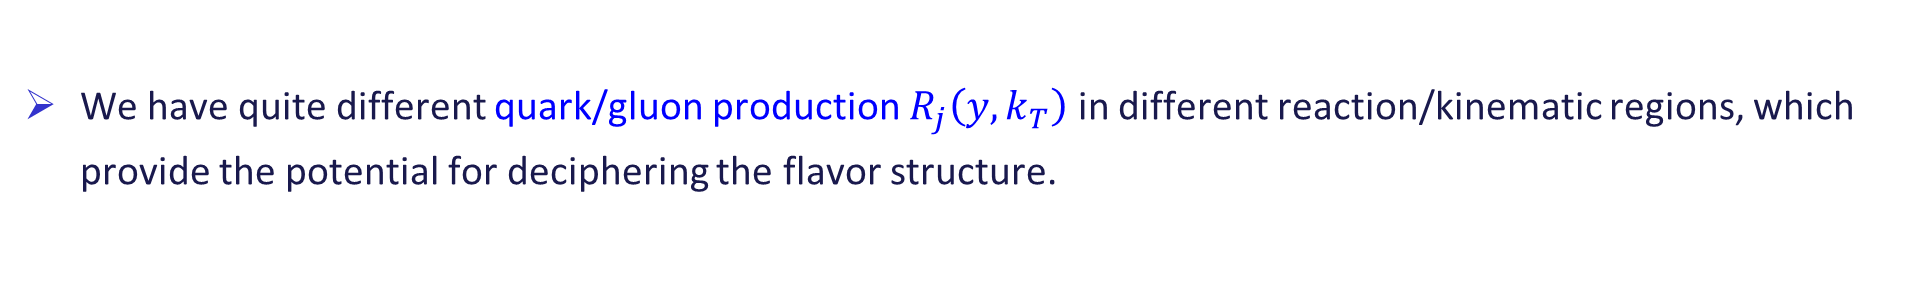 ➢ We have quite different quark/gluon production $R_j(y, k_T)$ in different reaction/kinematic regions, which
provide the potential for deciphering the flavor structure.